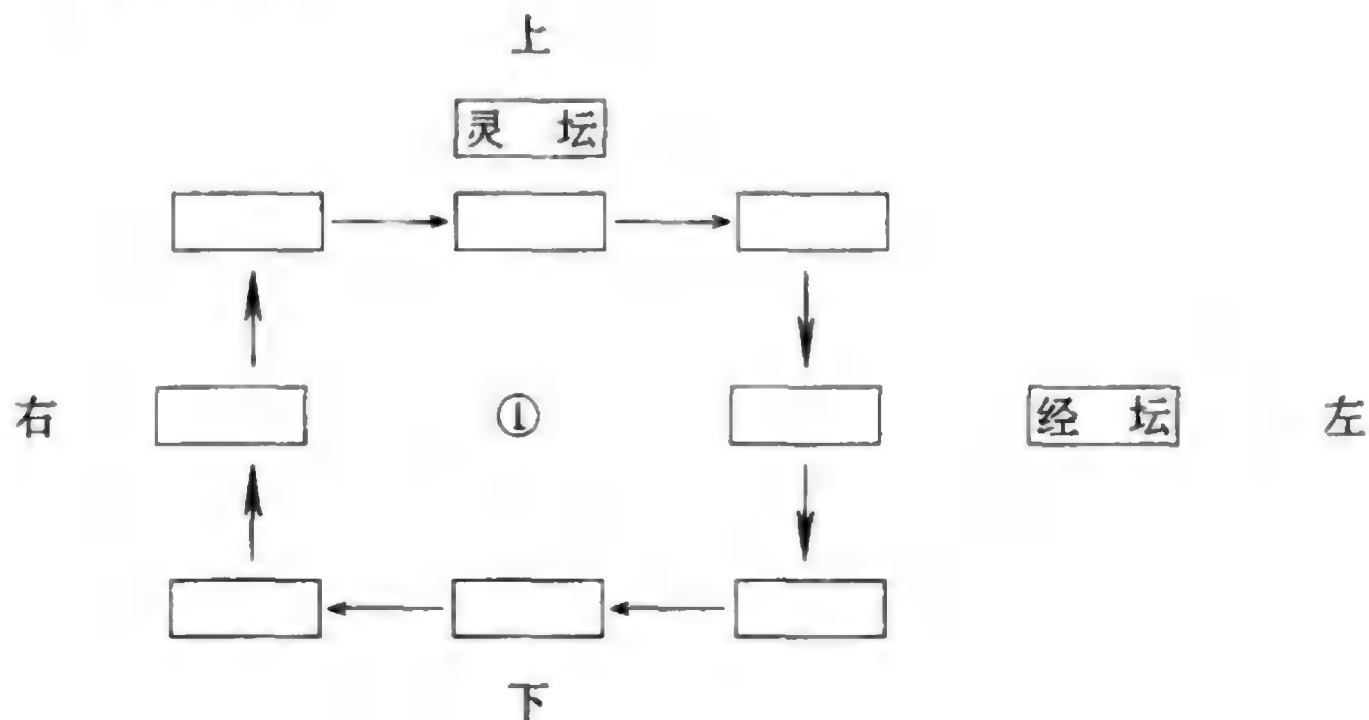 上
灵 坛
右 ① 经 坛 左
下